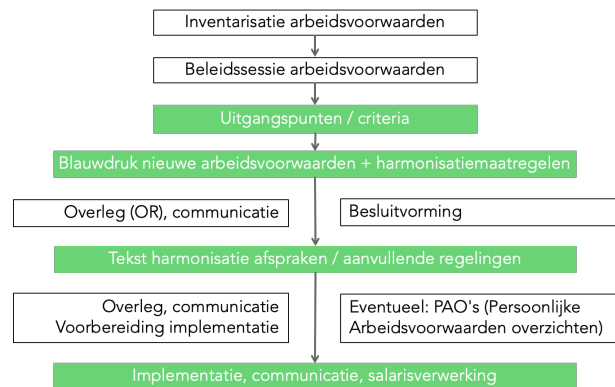 Inventarisatie arbeidsvoorwaarden
Beleidssessie arbeidsvoorwaarden
Uitgangspunten / criteria
Blauwdruk nieuwe arbeidsvoorwaarden + harmonisatiemaatregelen
Overleg (OR), communicatie
Besluitvorming
Tekst harmonisatie afspraken / aanvullende regelingen
Overleg, communicatie
Voorbereiding implementatie
Eventueel: PAO's (Persoonlijke
Arbeidsvoorwaarden overzichten)
Implementatie, communicatie, salarisverwerking